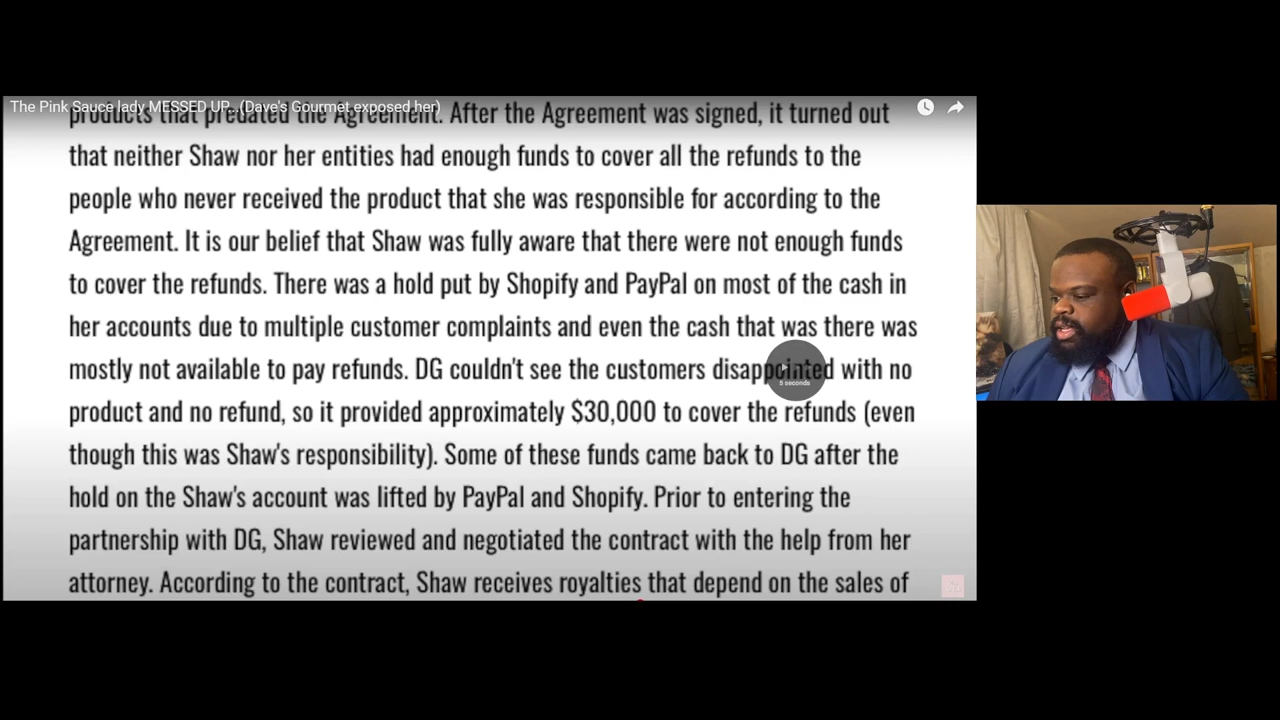 The Pink Sauce lady MESSED UP...(Dave's Gourmet exposed her)
products that predated the Agreement. After the Agreement was signed, it turned out
that neither Shaw nor her entities had enough funds to cover all the refunds to the
people who never received the product that she was responsible for according to the
Agreement. It is our belief that Shaw was fully aware that there were not enough funds
to cover the refunds. There was a hold put by Shopify and PayPal on most of the cash in
her accounts due to multiple customer complaints and even the cash that was there was
mostly not available to pay refunds. DG couldn't see the customers disappointed with no
5 seconds
product and no refund, so it provided approximately $30,000 to cover the refunds (even
though this was Shaw's responsibility). Some of these funds came back to DG after the
hold on the Shaw's account was lifted by PayPal and Shopify. Prior to entering the
partnership with DG, Shaw reviewed and negotiated the contract with the help from her
attorney. According to the contract, Shaw receives royalties that depend on the sales of